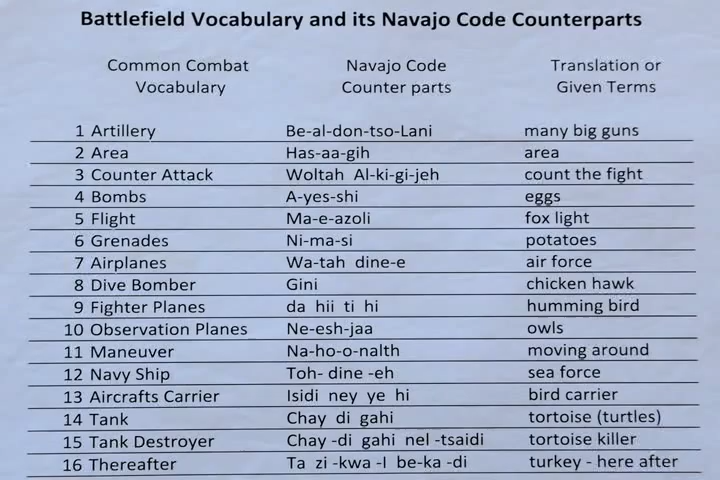 Battlefield Vocabulary and its Navajo Code Counterparts
Common Combat Navajo Code Translation or
Vocabulary Counter parts Given Terms
1 Artillery Be-al-don-tso-Lani many big guns
2 Area Has-aa-gih area
3 Counter Attack Woltah Al-ki-gi-jeh count the fight
4 Bombs A-yes-shi eggs
5 Flight Ma-e-azoli fox light
6 Grenades Ni-ma-si potatoes
7 Airplanes Wa-tah dine-e air force
8 Dive Bomber Gini chicken hawk
9 Fighter Planes da hii ti hi humming bird
10 Observation Planes Ne-esh-jaa owls
11 Maneuver Na-ho-o-nalth moving around
12 Navy Ship Toh- dine -eh sea force
13 Aircrafts Carrier Isidi ney ye hi bird carrier
14 Tank Chay di gahi tortoise (turtles)
15 Tank Destroyer Chay -di gahi nel -tsaidi tortoise killer
16 Thereafter Ta zi -kwa -I be-ka -di turkey - here after